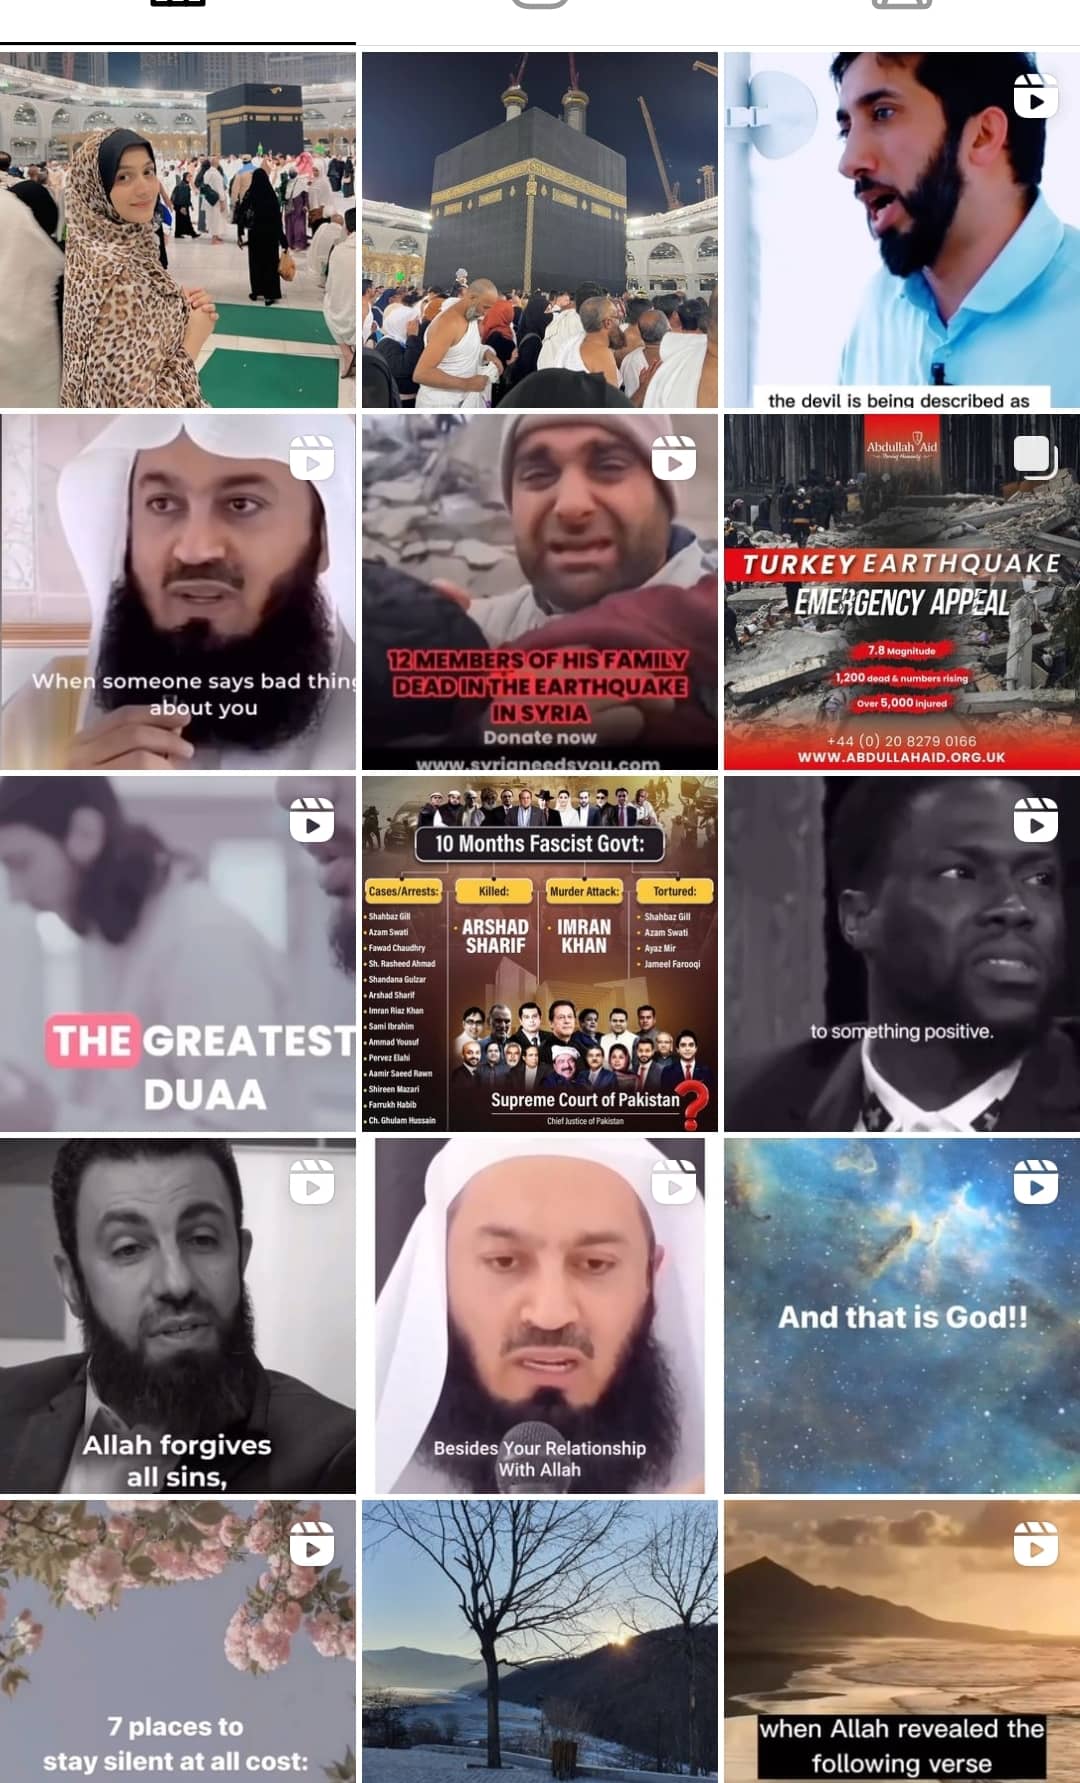 the devil is being described as
When someone says bad thing
about you
12 MEMBERS OF HIS FAMILY
DEAD IN THE EARTHQUAKE
IN SYRIA
Donate now
www.syrianeedsyou.com
Abdullah Aid
TURKEY EARTHQUAKE
EMERGENCY APPEAL
7.8 Magnitude
1,200 dead & numbers rising
Over 5,000 Injured
+44 (0) 20 8279 0166
WWW.ABDULLAHAID.ORG.UK
THE GREATEST
DUAA
10 Months Fascist Govt:
Cases/Arrests:
• Shahbaz Gill
• Azam Swati
• Fawad Chaudhry
• Sh. Rasheed Ahmad
• Shandana Gulzar
• Arshad Sharif
• Imran Riaz Khan
• Sami Ibrahim
• Ammad Yousuf
• Pervez Elahi
• Aamir Saeed Rawn
• Shireen Mazari
• Farrukh Habib
• Ch. Ghulam Hussain
Killed:
• ARSHAD
SHARIF
Murder Attack:
• IMRAN
KHAN
Tortured:
• Shahbaz Gill
• Azam Swati
• Ayaz Mir
• Jameel Farooqi
Supreme Court of Pakistan?
Chief Justice of Pakistan
to something positive.
Allah forgives
all sins,
Besides Your Relationship
With Allah
And that is God!!
7 places to
stay silent at all cost:
when Allah revealed the
following verse